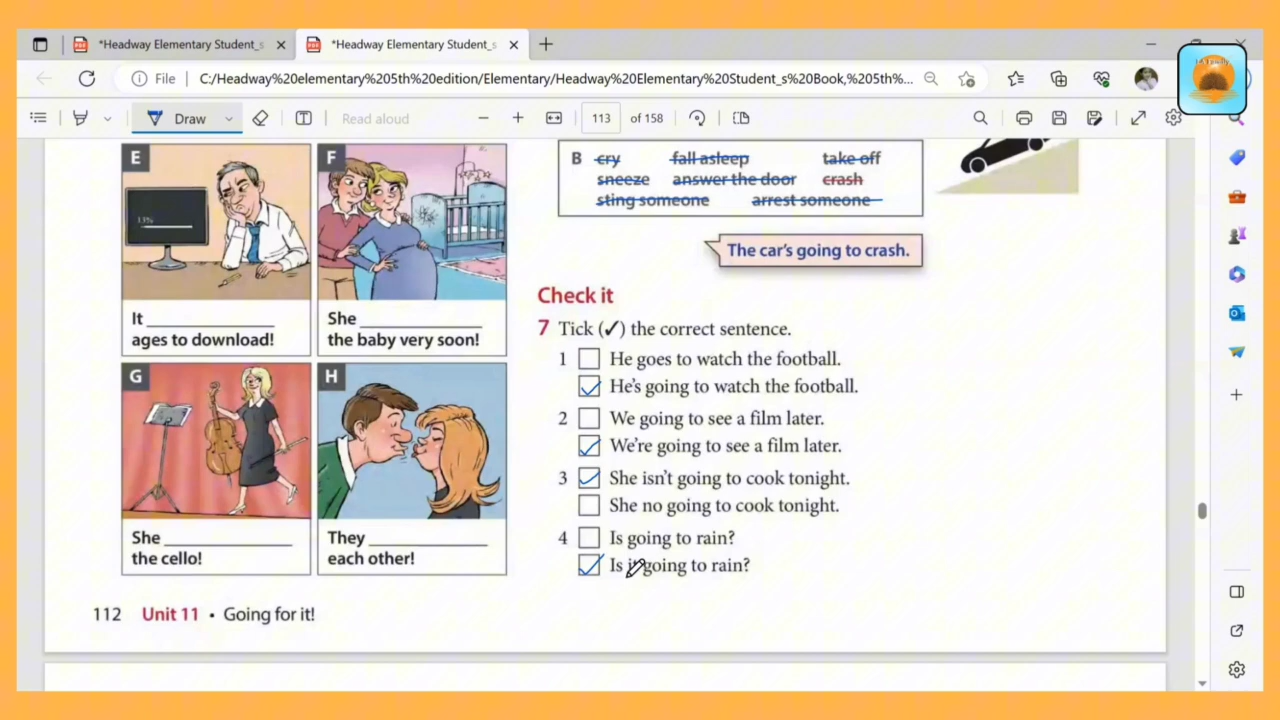 *Headway Elementary Student_s
*Headway Elementary Student_s
File
C:/Headway%20elementary%205th%20edition/Elementary/Headway%20Elementary%20Student_s%20Book,%205th%...
Draw
Read aloud
113
of 158
E
13%
It ____________
ages to download!
F
She ____________
the baby very soon!
G
She ____________
the cello!
H
They ____________
each other!
112 Unit 11 • Going for it!
B cry fall asleep take off
sneeze answer the door crash
sting someone arrest someone
The car's going to crash.
Check it
7 Tick (✓) the correct sentence.
1 He goes to watch the football.
He's going to watch the football.
2 We going to see a film later.
We're going to see a film later.
3 She isn't going to cook tonight.
She no going to cook tonight.
4 Is going to rain?
Is it going to rain?